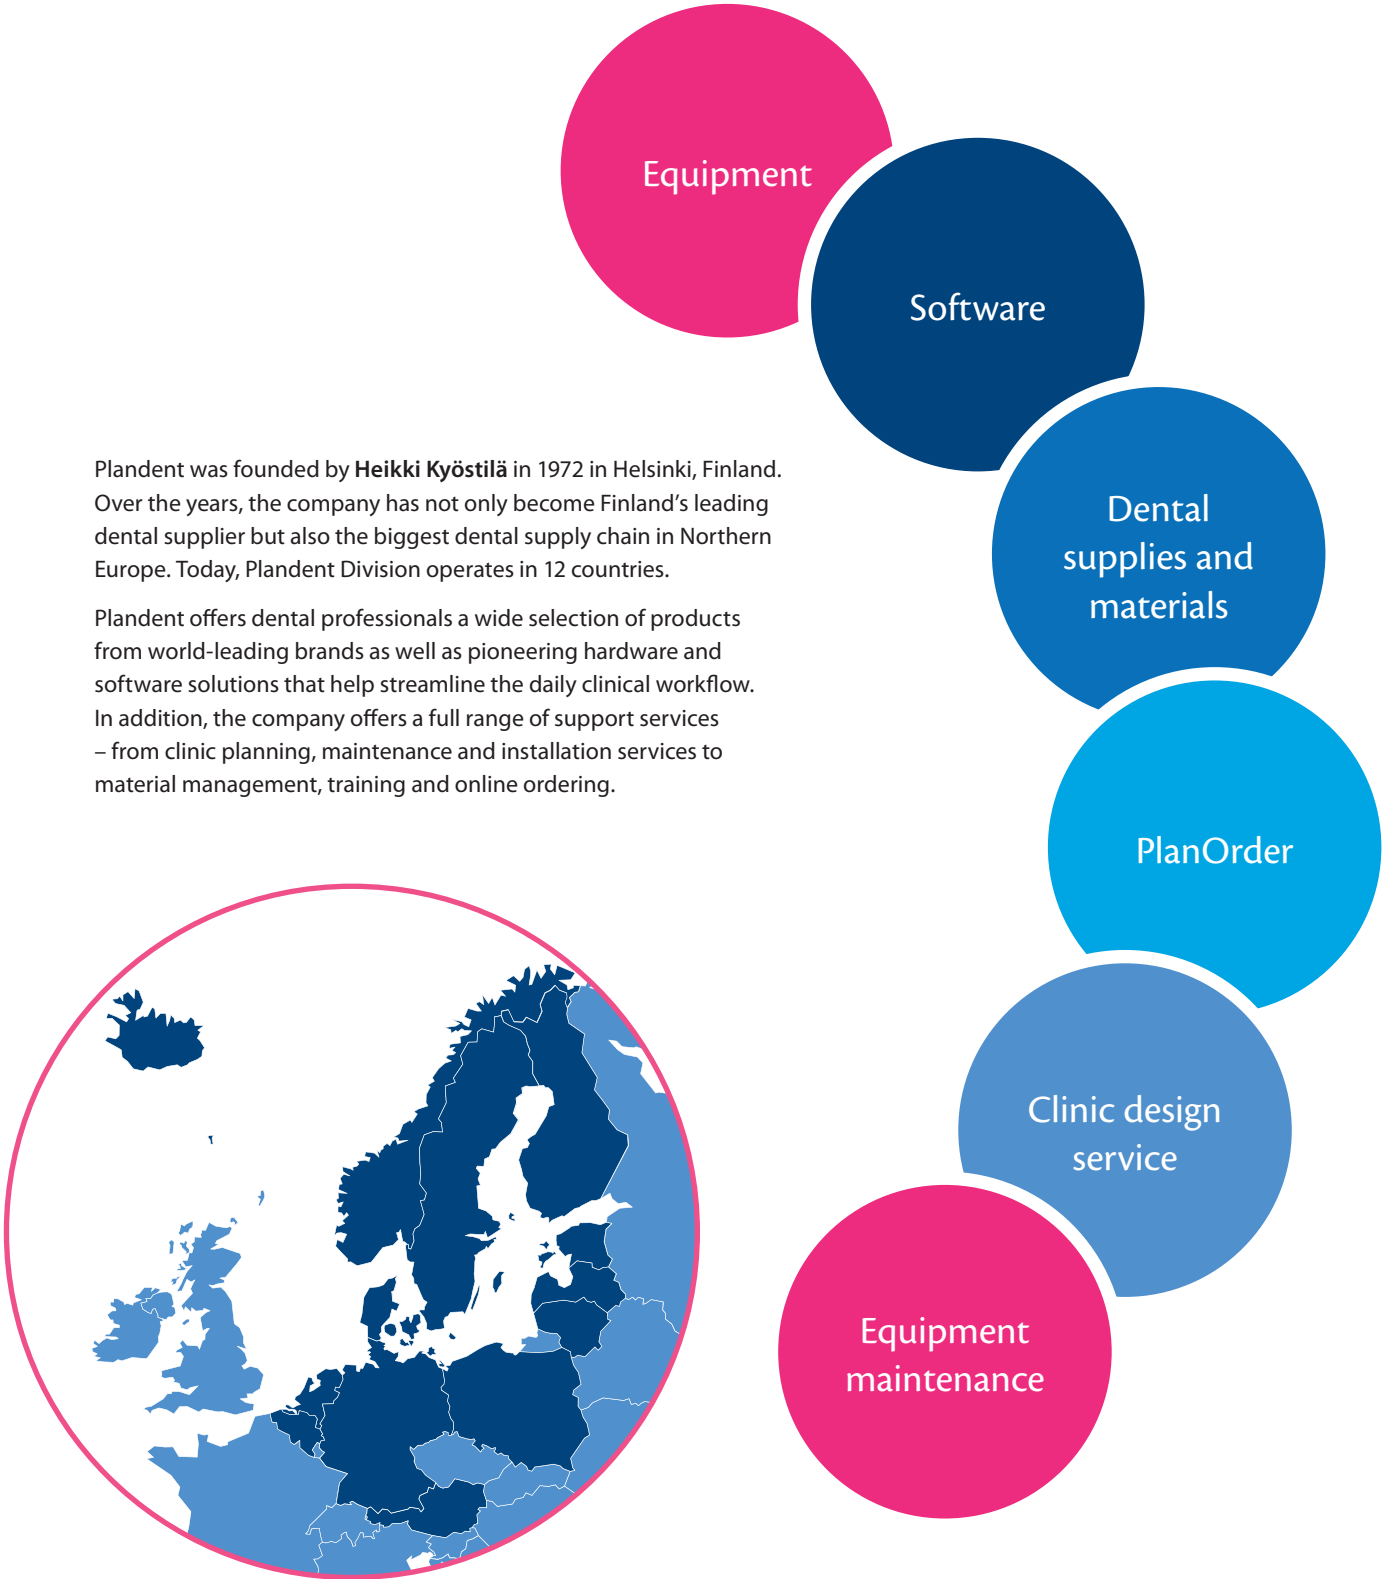 Equipment
Software
Dental
supplies and
materials
PlanOrder
Clinic design
service
Equipment
maintenance
Plandent was founded by Heikki Kyöstilä in 1972 in Helsinki, Finland.
Over the years, the company has not only become Finland’s leading
dental supplier but also the biggest dental supply chain in Northern
Europe. Today, Plandent Division operates in 12 countries.
Plandent offers dental professionals a wide selection of products
from world-leading brands as well as pioneering hardware and
software solutions that help streamline the daily clinical workflow.
In addition, the company offers a full range of support services
– from clinic planning, maintenance and installation services to
material management, training and online ordering.